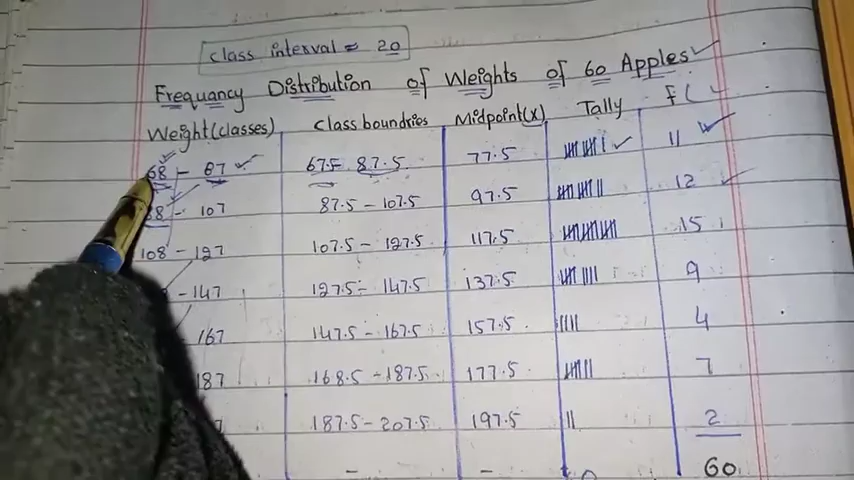 class interval = 20
Frequancy Distribution of Weights of 60 Apples
Weight(classes) Class boundries Midpoint(x) Tally f(
68 - 87 67.5 - 87.5 77.5 11
88 - 107 87.5 - 107.5 97.5 12
108 - 127 107.5 - 127.5 117.5 15
- 147 127.5 - 147.5 137.5 9
167 147.5 - 167.5 157.5 4
187 168.5 - 187.5 177.5 7
187.5 - 207.5 197.5 2
- - 60